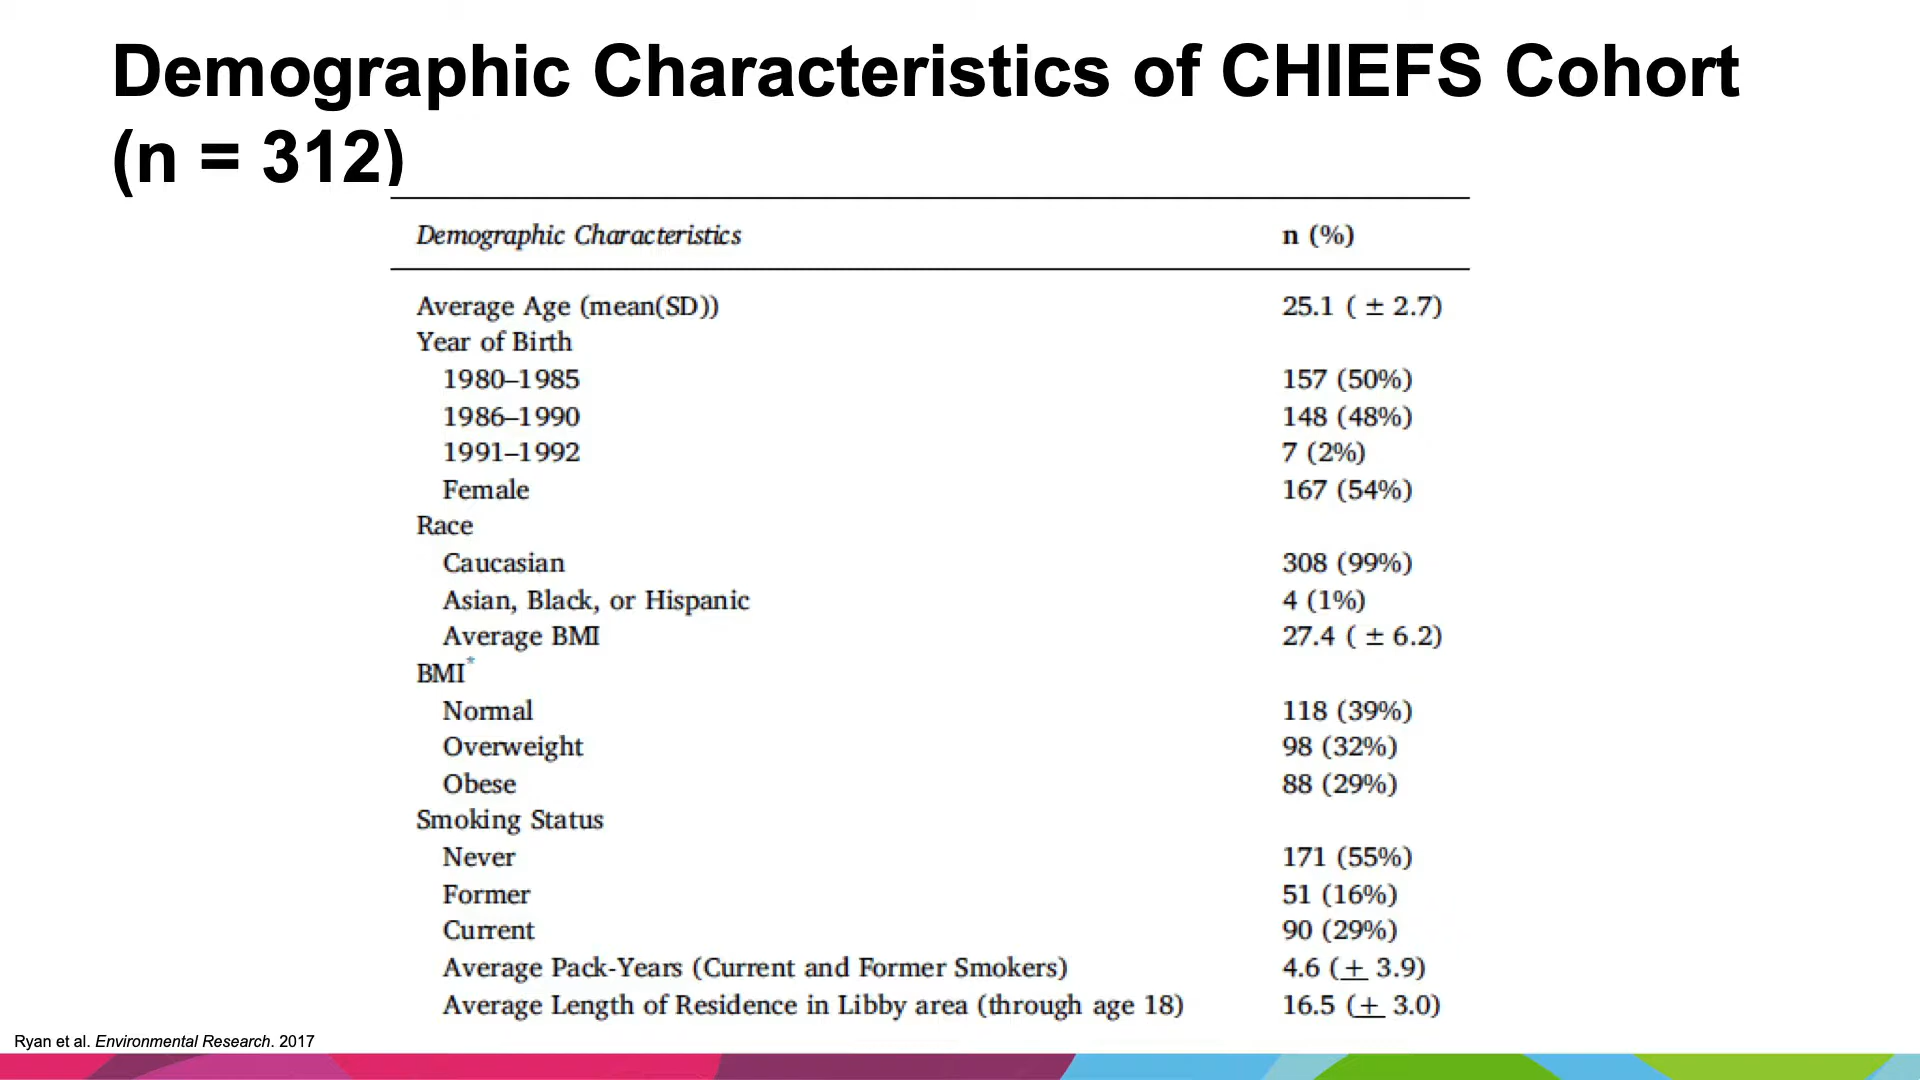 Demographic Characteristics of CHIEFS Cohort
(n = 312)
Demographic Characteristics n (%)
Average Age (mean(SD)) 25.1 ( ± 2.7)
Year of Birth
1980–1985 157 (50%)
1986–1990 148 (48%)
1991–1992 7 (2%)
Female 167 (54%)
Race
Caucasian 308 (99%)
Asian, Black, or Hispanic 4 (1%)
Average BMI 27.4 ( ± 6.2)
BMI*
Normal 118 (39%)
Overweight 98 (32%)
Obese 88 (29%)
Smoking Status
Never 171 (55%)
Former 51 (16%)
Current 90 (29%)
Average Pack-Years (Current and Former Smokers) 4.6 (± 3.9)
Average Length of Residence in Libby area (through age 18) 16.5 (± 3.0)
Ryan et al. Environmental Research. 2017